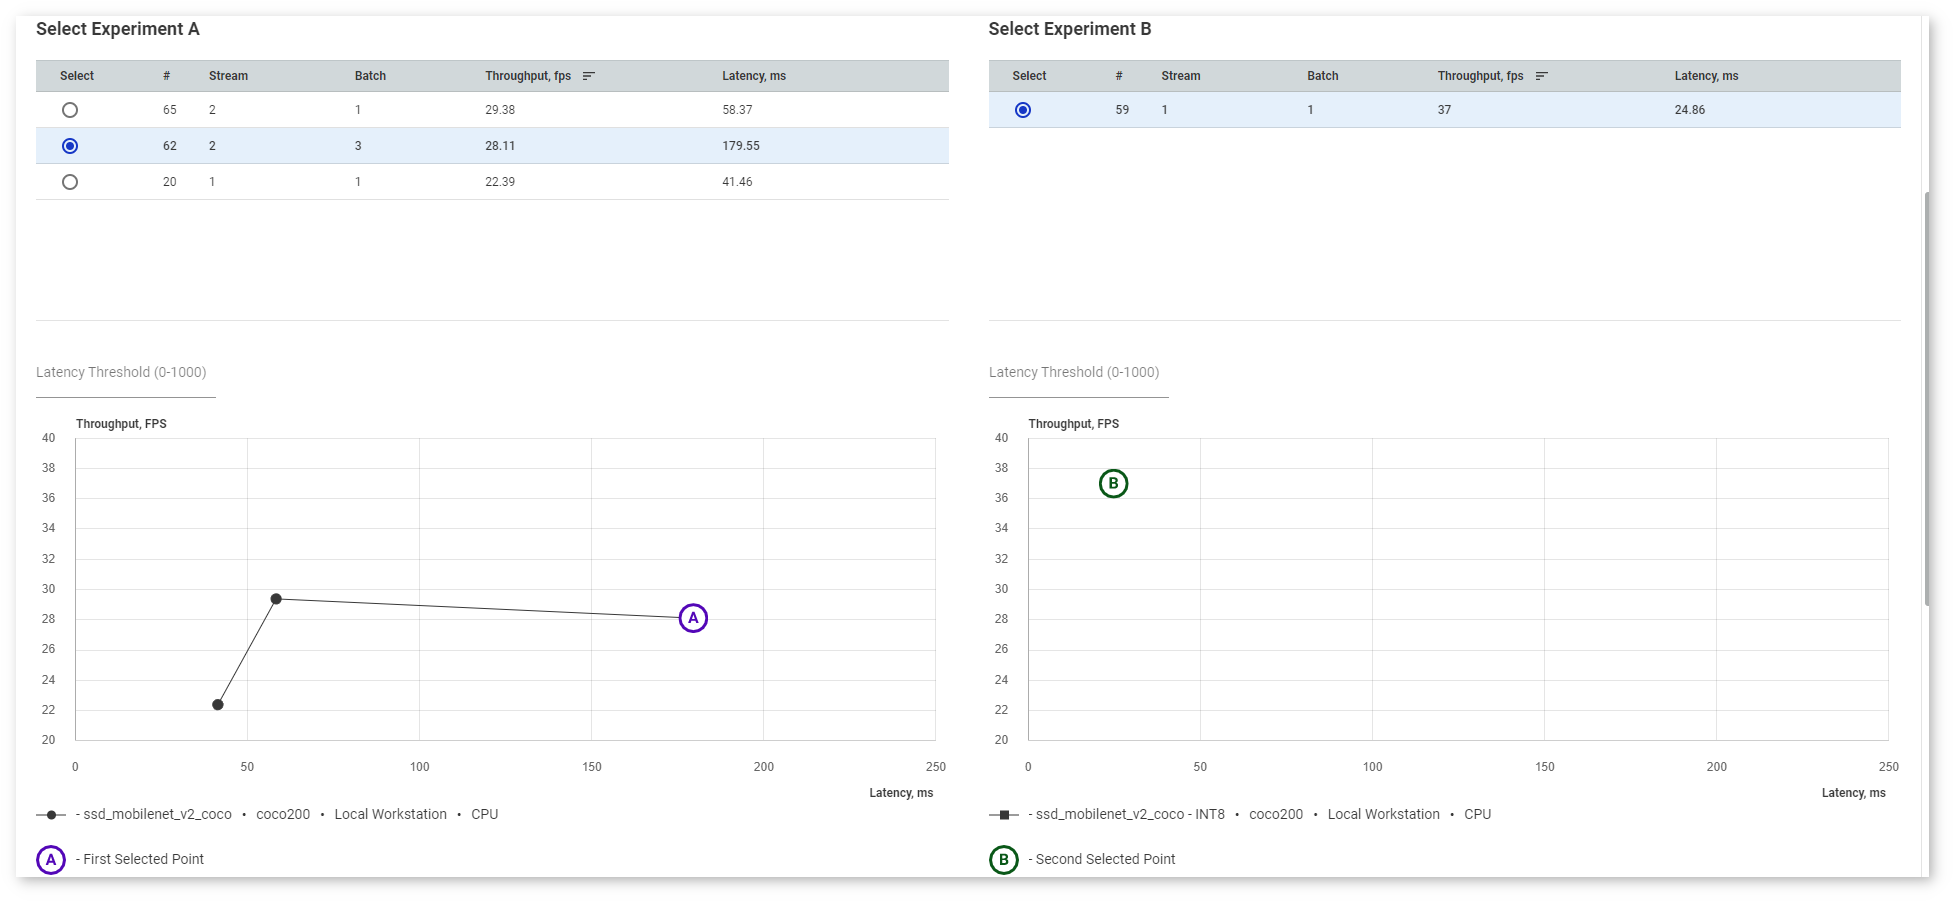 Select Experiment A
Select # Stream Batch Throughput, fps Latency, ms
65 2 1 29.38 58.37
62 2 3 28.11 179.55
20 1 1 22.39 41.46
Latency Threshold (0-1000)
Throughput, FPS
40
38
36
34
32
30
28
26
24
22
20
A
0 50 100 150 200 250
Latency, ms
- ssd_mobilenet_v2_coco • coco200 • Local Workstation • CPU
A - First Selected Point
Select Experiment B
Select # Stream Batch Throughput, fps Latency, ms
59 1 1 37 24.86
Latency Threshold (0-1000)
Throughput, FPS
40
38
36
34
32
30
28
26
24
22
20
B
0 50 100 150 200 250
Latency, ms
- ssd_mobilenet_v2_coco - INT8 • coco200 • Local Workstation • CPU
B - Second Selected Point